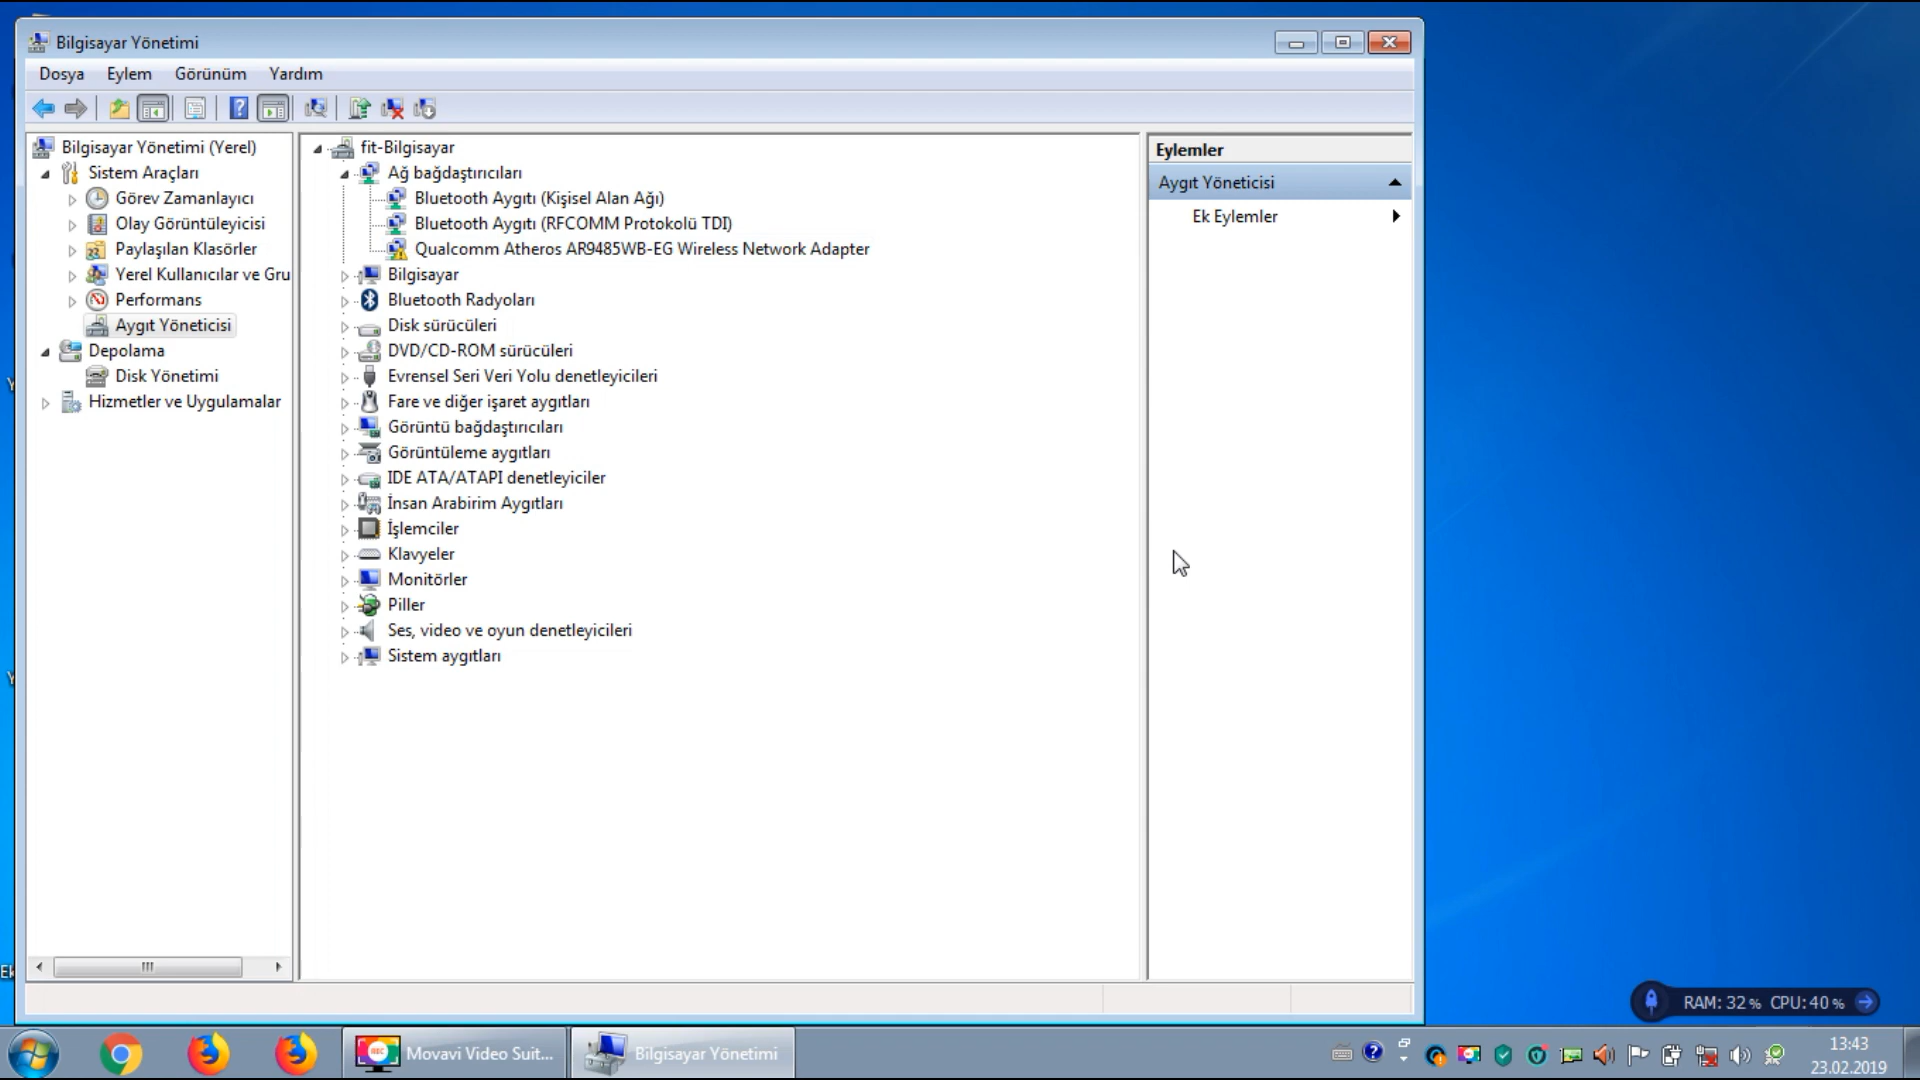 Bilgisayar Yönetimi
Dosya Eylem Görünüm Yardım
Bilgisayar Yönetimi (Yerel)
Sistem Araçları
Görev Zamanlayıcı
Olay Görüntüleyicisi
Paylaşılan Klasörler
Yerel Kullanıcılar ve Gru
Performans
Aygıt Yöneticisi
Depolama
Disk Yönetimi
Hizmetler ve Uygulamalar
fit-Bilgisayar
Ağ bağdaştırıcıları
Bluetooth Aygıtı (Kişisel Alan Ağı)
Bluetooth Aygıtı (RFCOMM Protokolü TDI)
Qualcomm Atheros AR9485WB-EG Wireless Network Adapter
Bilgisayar
Bluetooth Radyoları
Disk sürücüleri
DVD/CD-ROM sürücüleri
Evrensel Seri Veri Yolu denetleyicileri
Fare ve diğer işaret aygıtları
Görüntü bağdaştırıcıları
Görüntüleme aygıtları
IDE ATA/ATAPI denetleyiciler
İnsan Arabirim Aygıtları
İşlemciler
Klavyeler
Monitörler
Piller
Ses, video ve oyun denetleyicileri
Sistem aygıtları
Eylemler
Aygıt Yöneticisi
Ek Eylemler
RAM: 32 % CPU: 40 %
REC
Movavi Video Suit...
Bilgisayar Yönetimi
13:43
23.02.2019